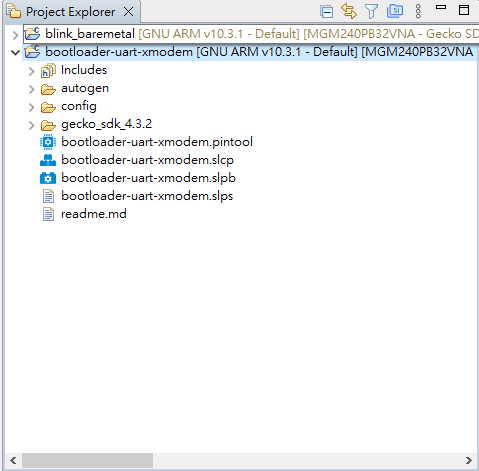 Project Explorer
blink_baremetal [GNU ARM v10.3.1 - Default] [MGM240PB32VNA - Gecko SD
bootloader-uart-xmodem [GNU ARM v10.3.1 - Default] [MGM240PB32VNA
Includes
autogen
config
gecko_sdk_4.3.2
bootloader-uart-xmodem.pintool
bootloader-uart-xmodem.slcp
bootloader-uart-xmodem.slpb
bootloader-uart-xmodem.slps
readme.md